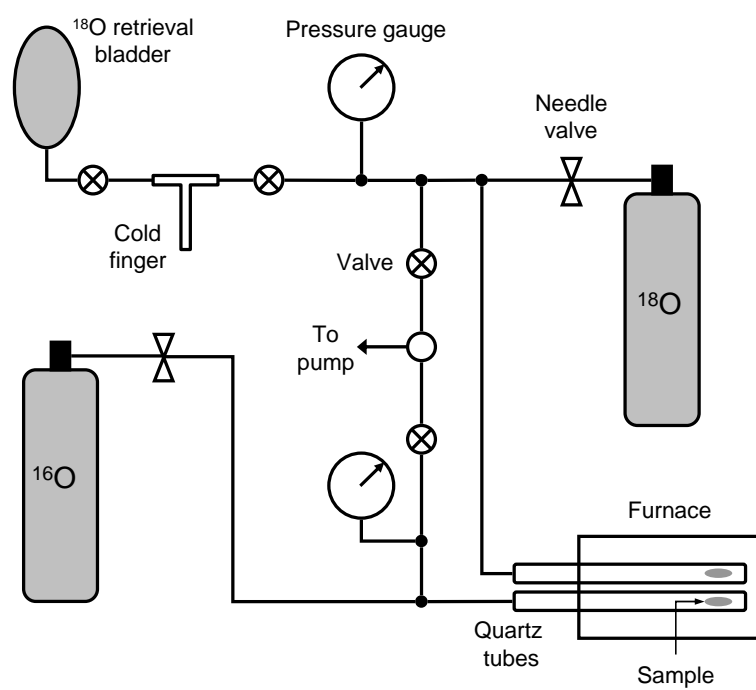 ¹⁸O retrieval
bladder
Pressure gauge
Needle
valve
Cold
finger
Valve
¹⁸O
To
pump
¹⁶O
Furnace
Quartz
tubes
Sample